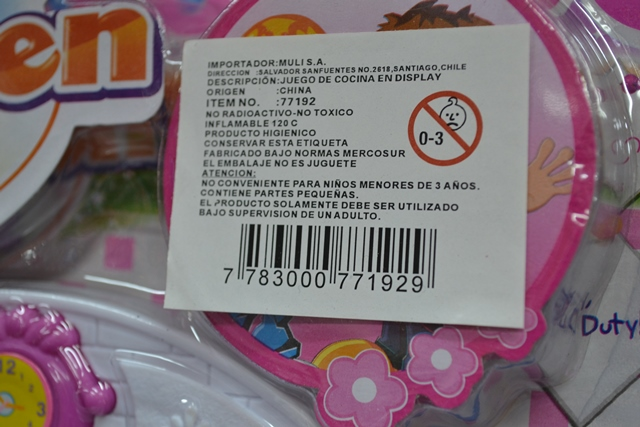 en
IMPORTADOR:MULI S.A.
DIRECCION :SALVADOR SANFUENTES NO.2618,SANTIAGO,CHILE
DESCRIPCIÓN:JUEGO DE COCINA EN DISPLAY
ORIGEN :CHINA
ITEM NO. :77192
NO RADIOACTIVO-NO TOXICO
INFLAMABLE 120 C
PRODUCTO HIGIENICO
CONSERVAR ESTA ETIQUETA
FABRICADO BAJO NORMAS MERCOSUR
EL EMBALAJE NO ES JUGUETE
ATENCION:
NO CONVENIENTE PARA NIÑOS MENORES DE 3 AÑOS.
CONTIENE PARTES PEQUEÑAS.
EL PRODUCTO SOLAMENTE DEBE SER UTILIZADO
BAJO SUPERVISION DE UN ADULTO.
0-3
7 783000 771929
Duty
12
3